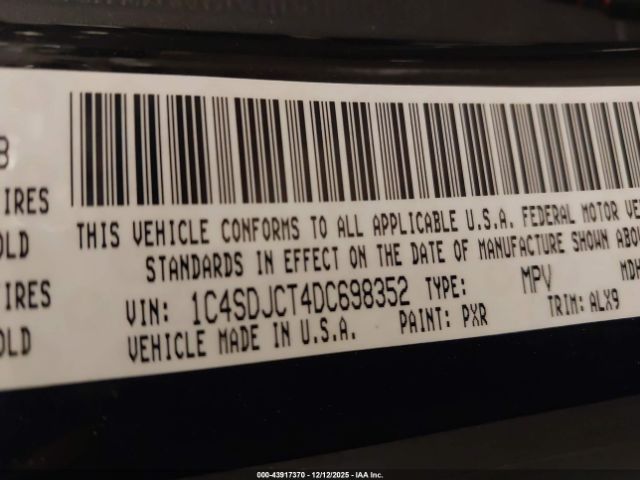 8
IRES
OLD
IRES
OLD
THIS VEHICLE CONFORMS TO ALL APPLICABLE U.S.A. FEDERAL MOTOR VE
STANDARDS IN EFFECT ON THE DATE OF MANUFACTURE SHOWN ABOV
VIN: 1C4SDJCT4DC698352 TYPE: MPV MDH
VEHICLE MADE IN U.S.A. PAINT: PXR TRIM: ALX9
000-43917370 - 12/12/2025 - IAA Inc.